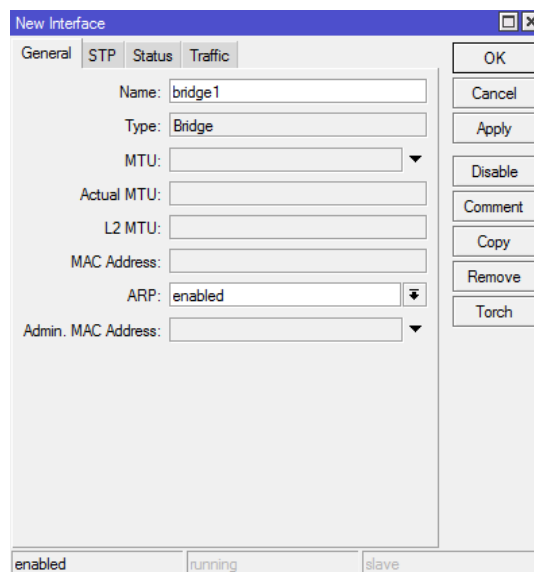 New Interface
General STP Status Traffic
Name: bridge1
Type: Bridge
MTU:
Actual MTU:
L2 MTU:
MAC Address:
ARP: enabled
Admin. MAC Address:
OK
Cancel
Apply
Disable
Comment
Copy
Remove
Torch
enabled running slave